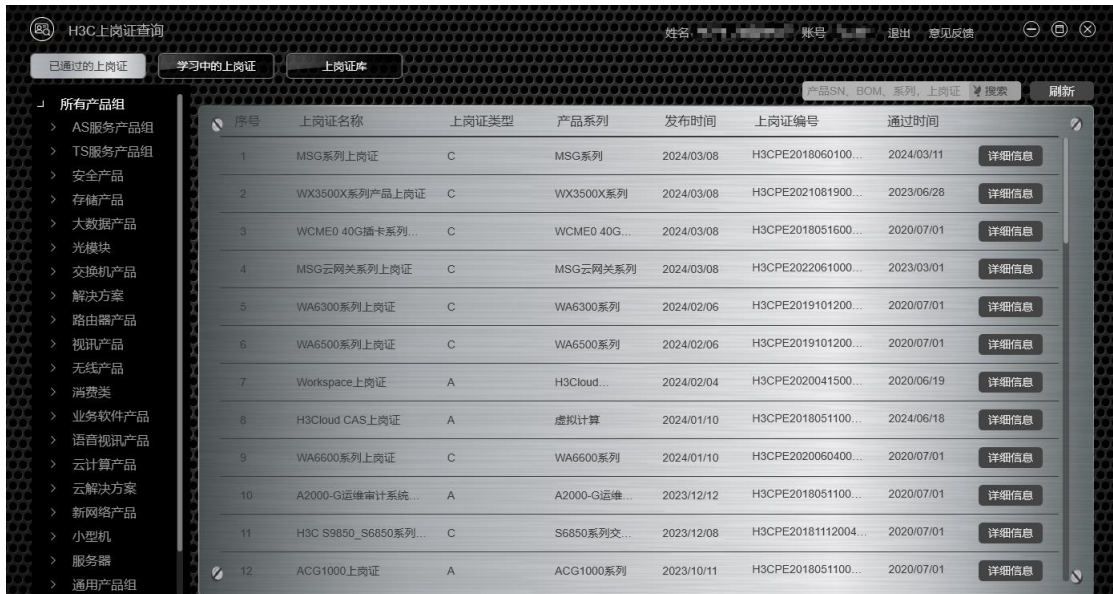 H3C上岗证查询
姓名 账号 退出 意见反馈
已通过的上岗证 学习中的上岗证 上岗证库
产品SN、BOM、系列，上岗证 搜索 刷新
所有产品组
AS服务产品组
TS服务产品组
安全产品
存储产品
大数据产品
光模块
交换机产品
解决方案
路由器产品
视讯产品
无线产品
消费类
业务软件产品
语音视讯产品
云计算产品
云解决方案
新网络产品
小型机
服务器
通用产品组
序号 上岗证名称 上岗证类型 产品系列 发布时间 上岗证编号 通过时间
1 MSG系列上岗证 C MSG系列 2024/03/08 H3CPE2018060100... 2024/03/11 详细信息
2 WX3500X系列产品上岗证 C WX3500X系列 2024/03/08 H3CPE2021081900... 2023/06/28 详细信息
3 WCME0 40G插卡系列... C WCME0 40G... 2024/03/08 H3CPE2018051600... 2020/07/01 详细信息
4 MSG云网关系列上岗证 C MSG云网关系列 2024/03/08 H3CPE2022061000... 2023/03/01 详细信息
5 WA6300系列上岗证 C WA6300系列 2024/02/06 H3CPE2019101200... 2020/07/01 详细信息
6 WA6500系列上岗证 C WA6500系列 2024/02/06 H3CPE2019101200... 2020/07/01 详细信息
7 Workspace上岗证 A H3Cloud... 2024/02/04 H3CPE2020041500... 2020/06/19 详细信息
8 H3Cloud CAS上岗证 A 虚拟计算 2024/01/10 H3CPE2018051100... 2024/06/18 详细信息
9 WA6600系列上岗证 C WA6600系列 2024/01/10 H3CPE2020060400... 2020/07/01 详细信息
10 A2000-G运维审计系统... A A2000-G运维... 2023/12/12 H3CPE2018051100... 2020/07/01 详细信息
11 H3C S9850_S6850系列... C S6850系列交... 2023/12/08 H3CPE20181112004... 2020/07/01 详细信息
12 ACG1000上岗证 A ACG1000系列 2023/10/11 H3CPE2018051100... 2020/07/01 详细信息